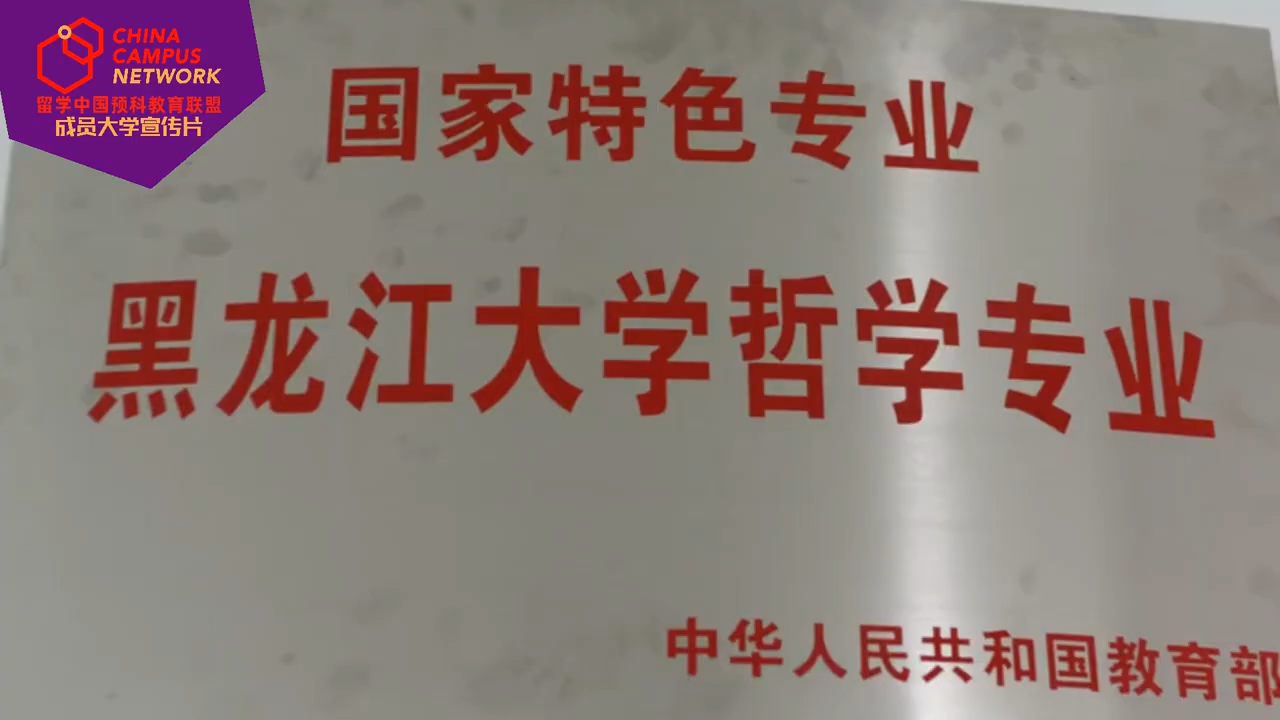 CHINA
CAMPUS
NETWORK
留学中国预科教育联盟
成员大学宣传片
国家特色专业
黑龙江大学哲学专业
中华人民共和国教育部